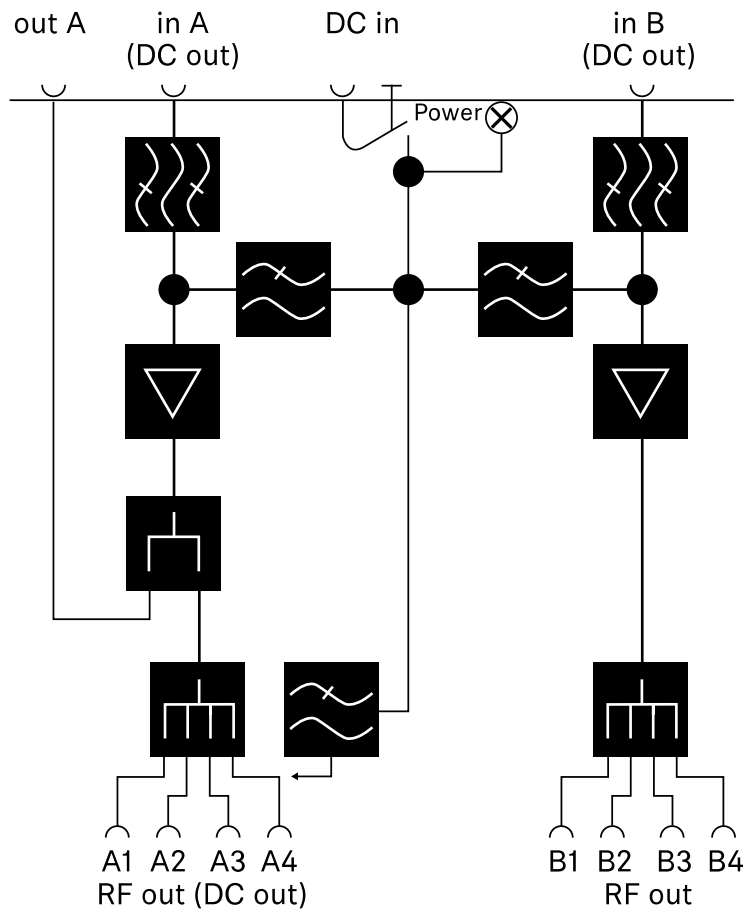 out A
in A
(DC out)
DC in
in B
(DC out)
Power
A1 A2 A3 A4
RF out (DC out)
B1 B2 B3 B4
RF out